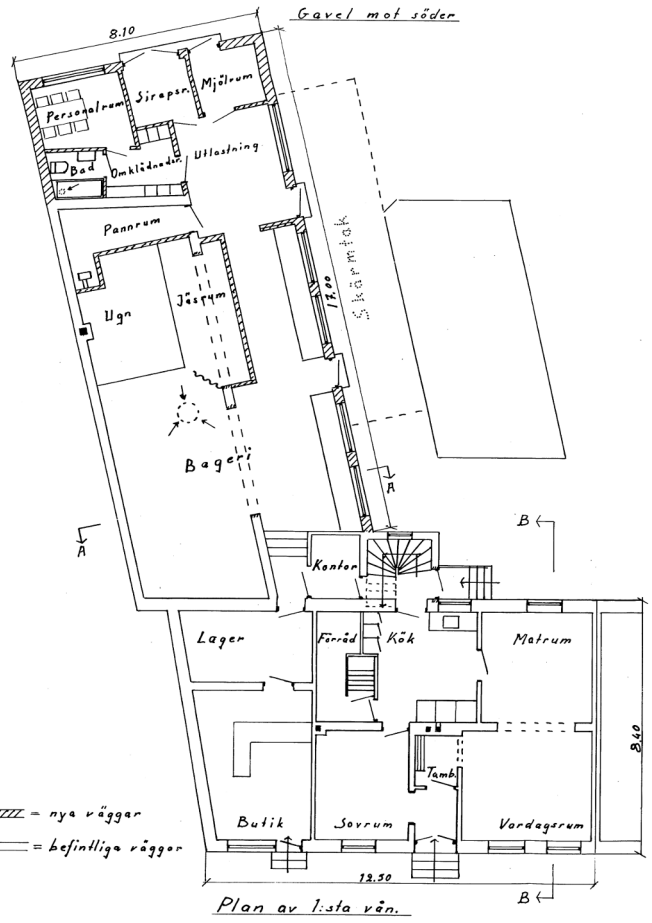 Gavel mot söder
8.10
Personalrum
Sirapsr.
Mjölrum
Bad
Omklädnadsr.
Utlastning
Pannrum
Skärmtak
17.00
Ugn
Jäsrum
Bageri
A
A
B
Kontor
Lager
Förråd
Kök
Matrum
8,40
Tamb.
Butik
Sovrum
Vardagsrum
= nya väggar
= befintliga väggar
12.50
B
Plan av 1:sta vån.